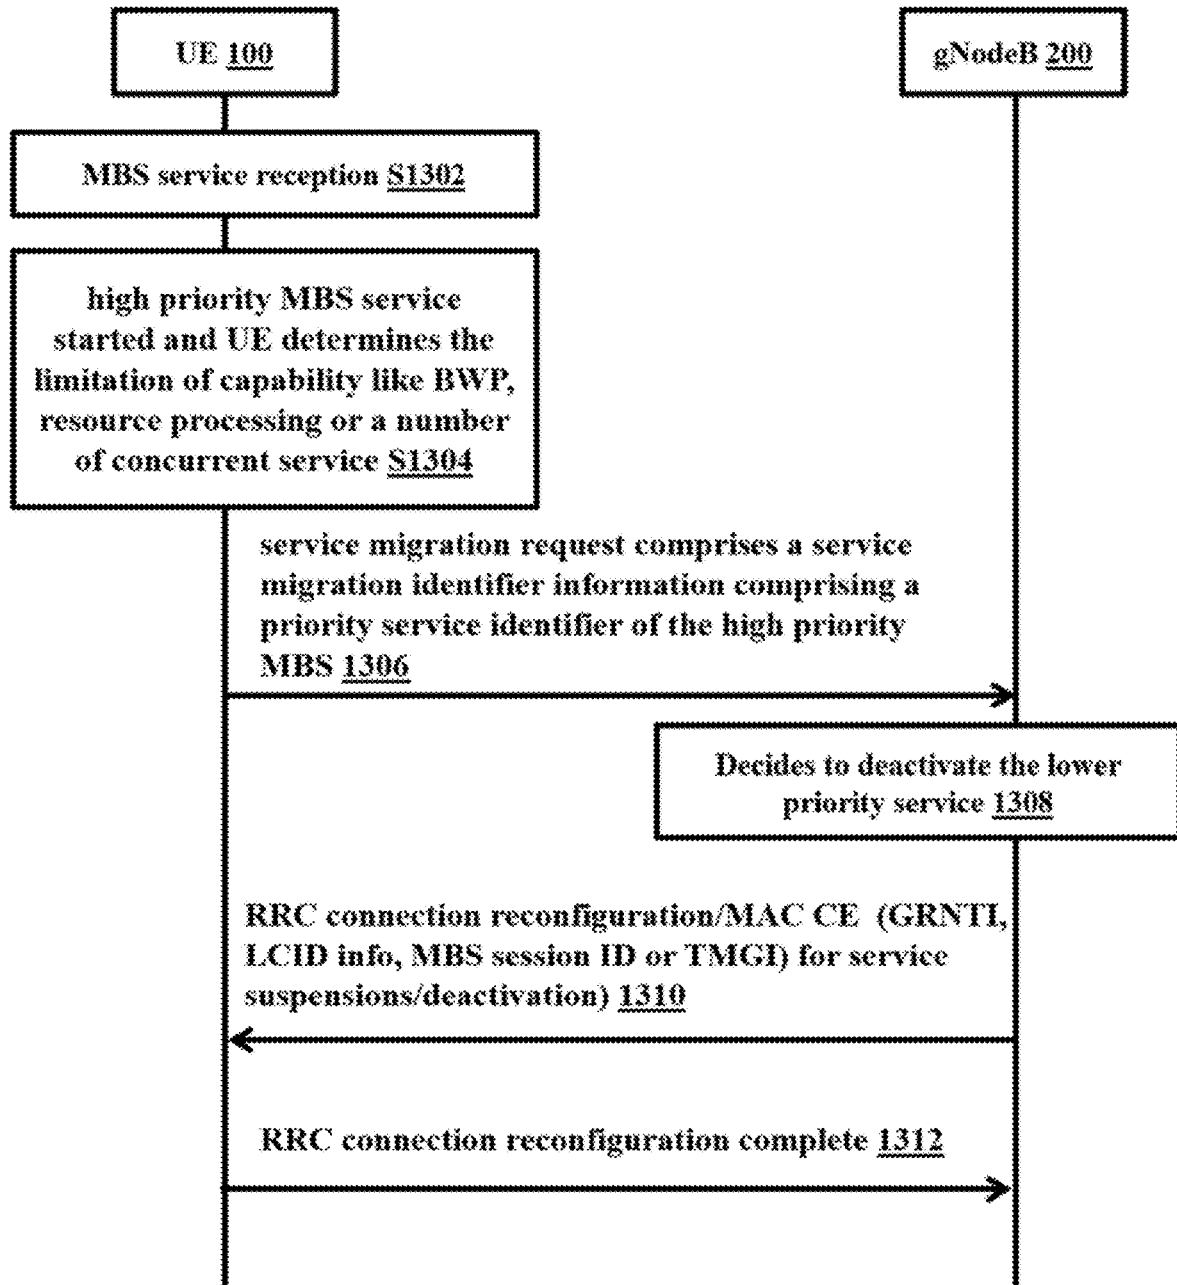 UE 100
gNodeB 200
MBS service reception S1302
high priority MBS service
started and UE determines the
limitation of capability like BWP,
resource processing or a number
of concurrent service S1304
service migration request comprises a service
migration identifier information comprising a
priority service identifier of the high priority
MBS 1306
Decides to deactivate the lower
priority service 1308
RRC connection reconfiguration/MAC CE (GRNTI,
LCID info, MBS session ID or TMGI) for service
suspensions/deactivation) 1310
RRC connection reconfiguration complete 1312